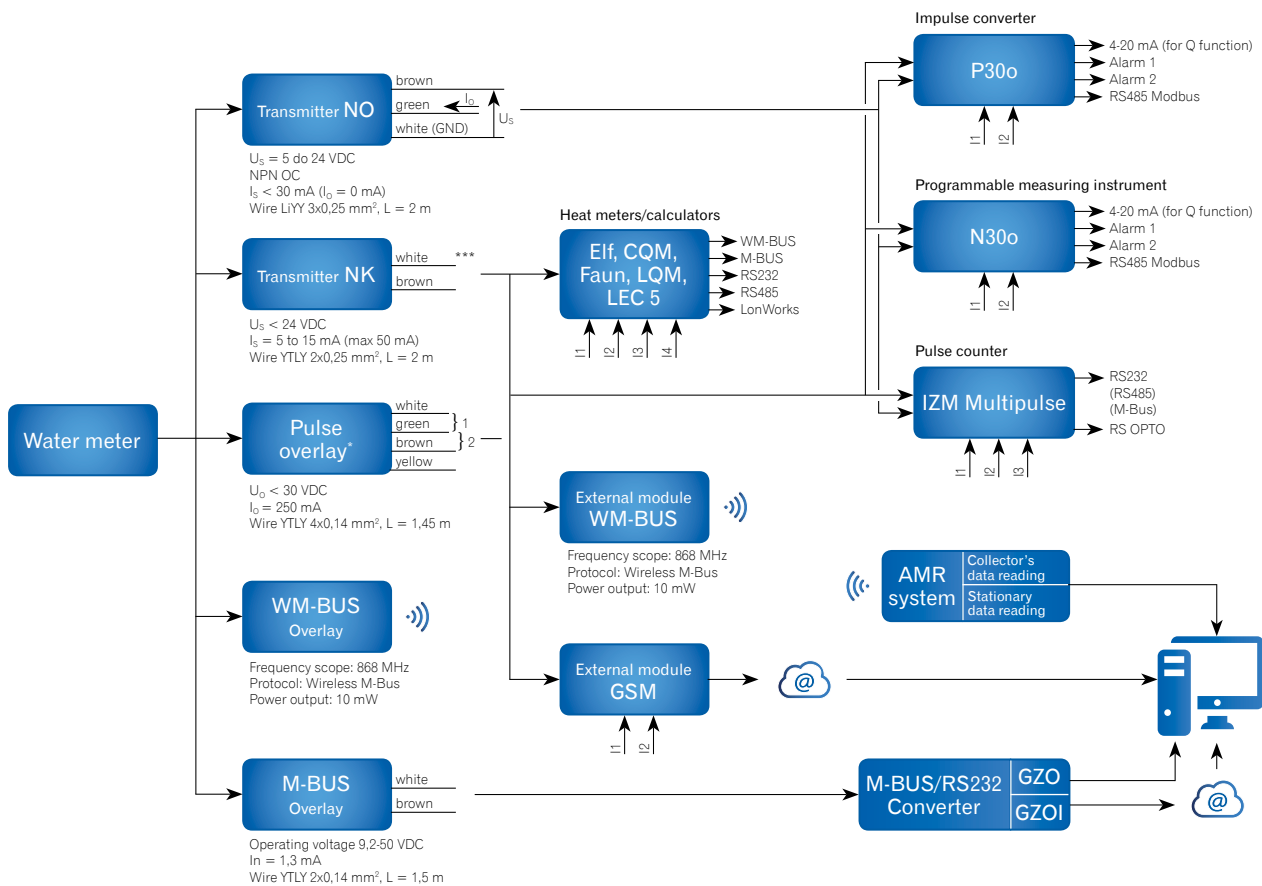 Water meter
Transmitter NO
brown
green
white (GND)
I₀
Uₛ
Uₛ = 5 do 24 VDC
NPN OC
Iₛ < 30 mA (I₀ = 0 mA)
Wire LiYY 3x0,25 mm², L = 2 m
Transmitter NK
white
***
brown
Uₛ < 24 VDC
Iₛ = 5 to 15 mA (max 50 mA)
Wire YTLY 2x0,25 mm², L = 2 m
Pulse
overlay*
white
green
brown
yellow
} 1
} 2
U₀ < 30 VDC
I₀ = 250 mA
Wire YTLY 4x0,14 mm², L = 1,45 m
WM-BUS
Overlay
Frequency scope: 868 MHz
Protocol: Wireless M-Bus
Power output: 10 mW
M-BUS
Overlay
white
brown
Operating voltage 9,2-50 VDC
In = 1,3 mA
Wire YTLY 2x0,14 mm², L = 1,5 m
Heat meters/calculators
Elf, CQM,
Faun, LQM,
LEC 5
WM-BUS
M-BUS
RS232
RS485
LonWorks
I1
I2
I3
I4
External module
WM-BUS
Frequency scope: 868 MHz
Protocol: Wireless M-Bus
Power output: 10 mW
External module
GSM
I1
I2
@
Impulse converter
P30o
4-20 mA (for Q function)
Alarm 1
Alarm 2
RS485 Modbus
I1
I2
Programmable measuring instrument
N30o
4-20 mA (for Q function)
Alarm 1
Alarm 2
RS485 Modbus
I1
I2
Pulse counter
IZM Multipulse
RS232
(RS485)
(M-Bus)
RS OPTO
I1
I2
I3
AMR
system
Collector's
data reading
Stationary
data reading
M-BUS/RS232
Converter
GZO
GZOI
@